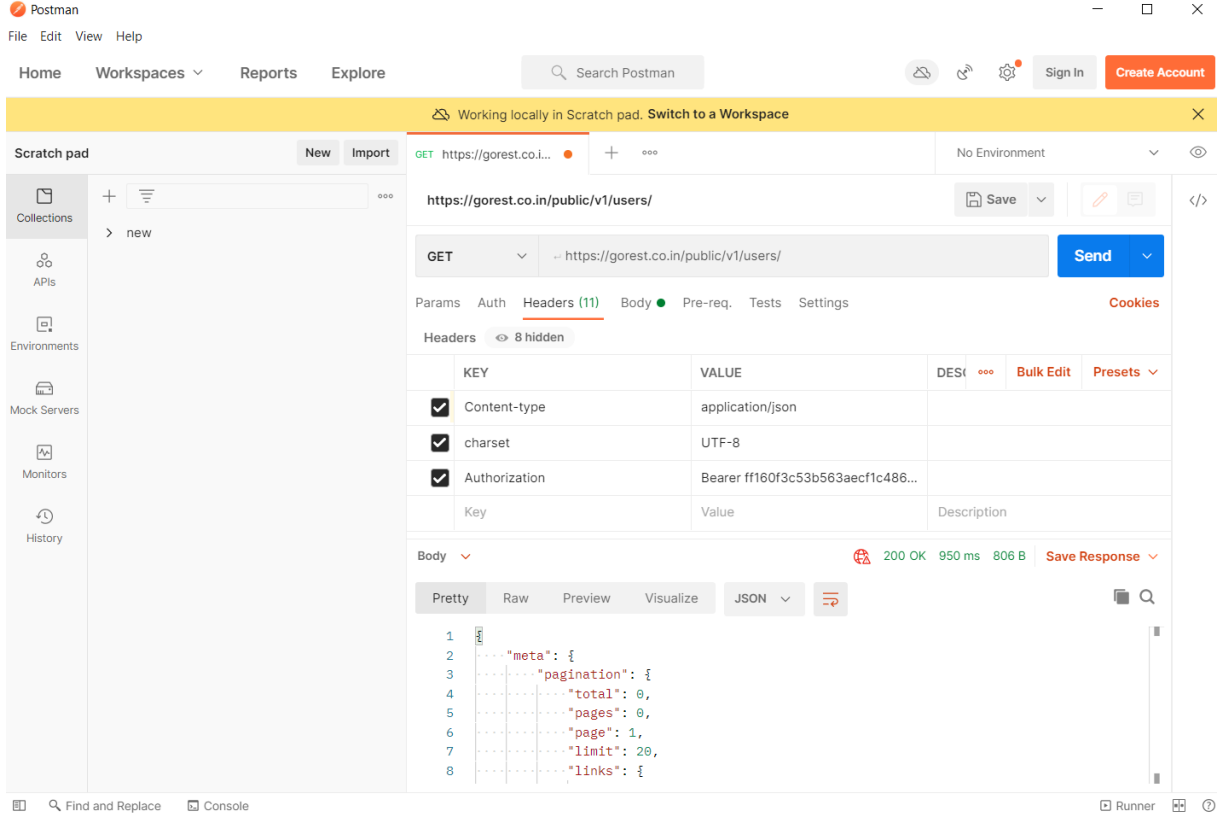 Postman
File Edit View Help
Home Workspaces Reports Explore Search Postman Sign In Create Account
Working locally in Scratch pad. Switch to a Workspace
Scratch pad New Import GET https://gorest.co.i... No Environment
Collections
APIs
Environments
Mock Servers
Monitors
History
new
https://gorest.co.in/public/v1/users/ Save
GET https://gorest.co.in/public/v1/users/ Send
Params Auth Headers (11) Body Pre-req. Tests Settings Cookies
Headers 8 hidden
KEY VALUE DESC Bulk Edit Presets
Content-type application/json
charset UTF-8
Authorization Bearer ff160f3c53b563aecf1c486...
Key Value Description
Body 200 OK 950 ms 806 B Save Response
Pretty Raw Preview Visualize JSON
1 {
2 "meta": {
3 "pagination": {
4 "total": 0,
5 "pages": 0,
6 "page": 1,
7 "limit": 20,
8 "links": {
Find and Replace Console Runner